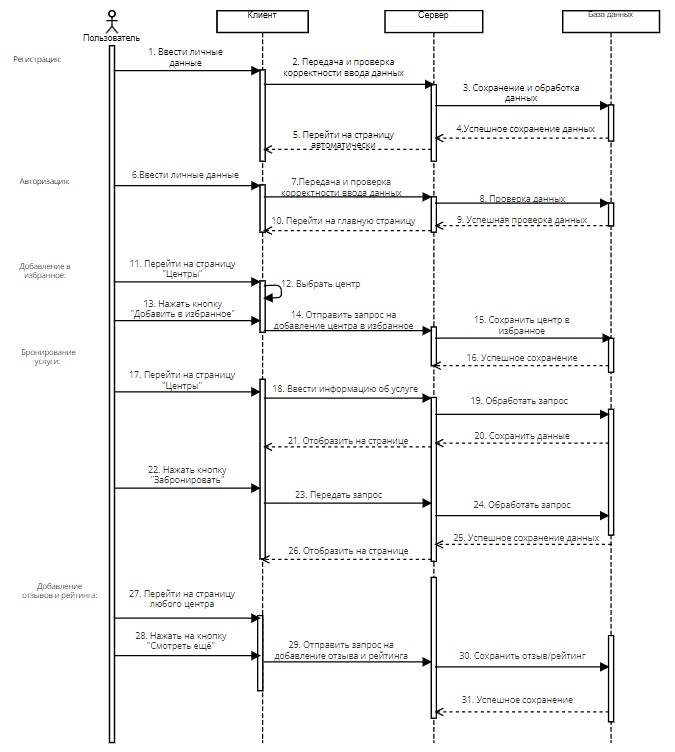 Клиент
Сервер
База данных
Пользователь
Регистрация:
1. Ввести личные
данные
2. Передача и проверка
корректности ввода данных
3. Сохранение и обработка
данных
4.Успешное сохранение данных
5. Перейти на страницу
автоматически
Авторизация:
6.Ввести личные данные
7.Передача и проверка
корректности ввода данных
8. Проверка данных
9. Успешная проверка данных
10. Перейти на главную страницу
Добавление в
избранное:
11. Перейти на страницу
"Центры"
12. Выбрать центр
13. Нажать кнопку
"Добавить в избранное"
14. Отправить запрос на
добавление центра в избранное
15. Сохранить центр в
избранное
16. Успешное сохранение
Бронирование
услуги:
17. Перейти на страницу
"Центры"
18. Ввести информацию об услуге
19. Обработать запрос
20. Сохранить данные
21. Отобразить на странице
22. Нажать кнопку
"Забронировать"
23. Передать запрос
24. Обработать запрос
25. Успешное сохранение данных
26. Отобразить на странице
Добавление
отзывов и рейтинга:
27. Перейти на страницу
любого центра
28. Нажать на кнопку
"Смотреть ещё"
29. Отправить запрос на
добавление отзыва и рейтинга
30. Сохранить отзыв/рейтинг
31. Успешное сохранение